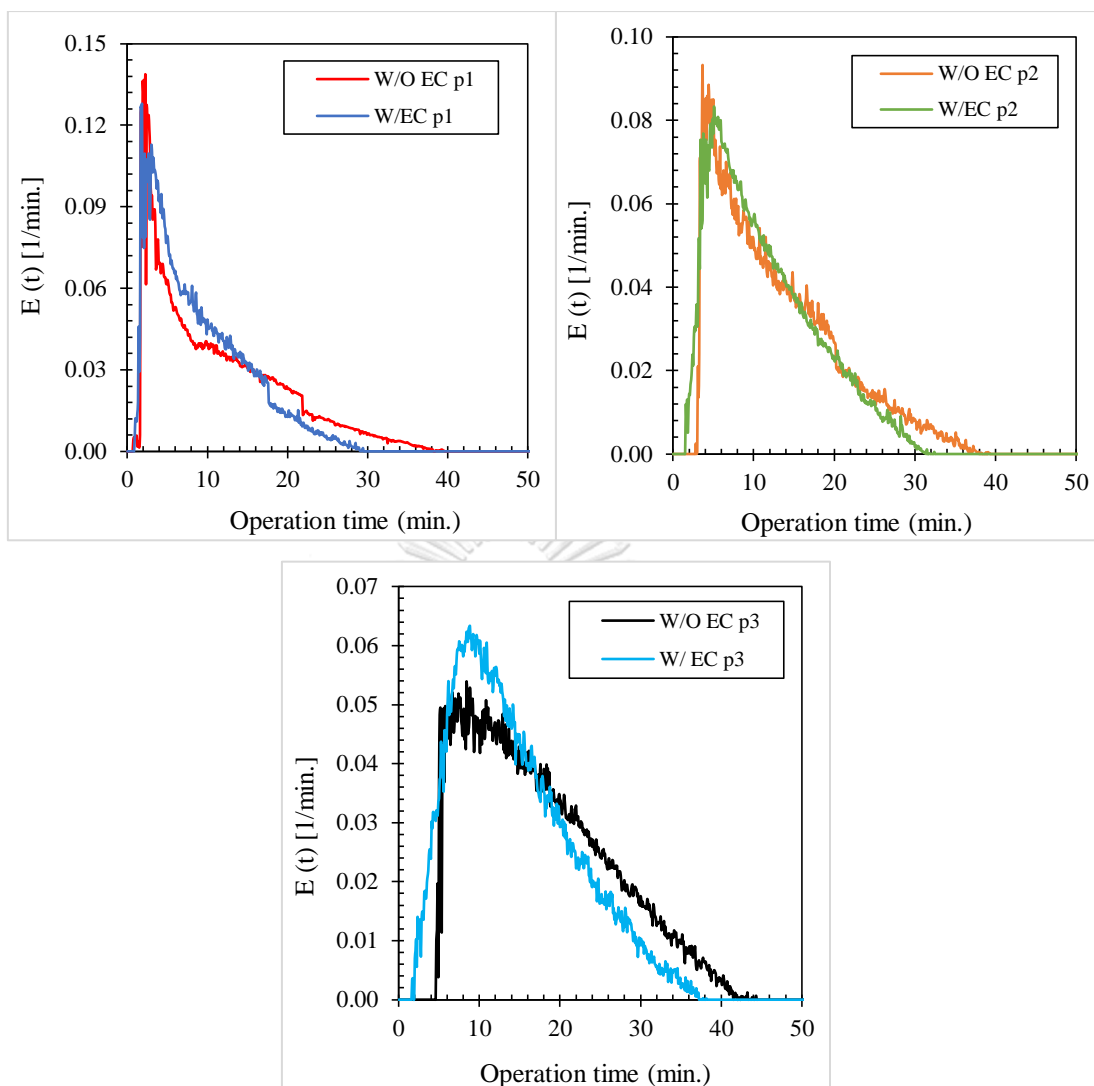 0.15
0.12
0.09
0.06
0.03
0.00
E (t) [1/min.]
W/O EC p1
W/EC p1
0 10 20 30 40 50
Operation time (min.)
0.10
0.08
0.06
0.04
0.02
0.00
E (t) [1/min.]
W/O EC p2
W/EC p2
0 10 20 30 40 50
Operation time (min.)
0.07
0.06
0.05
0.04
0.03
0.02
0.01
0.00
E (t) [1/min.]
W/O EC p3
W/ EC p3
0 10 20 30 40 50
Operation time (min.)